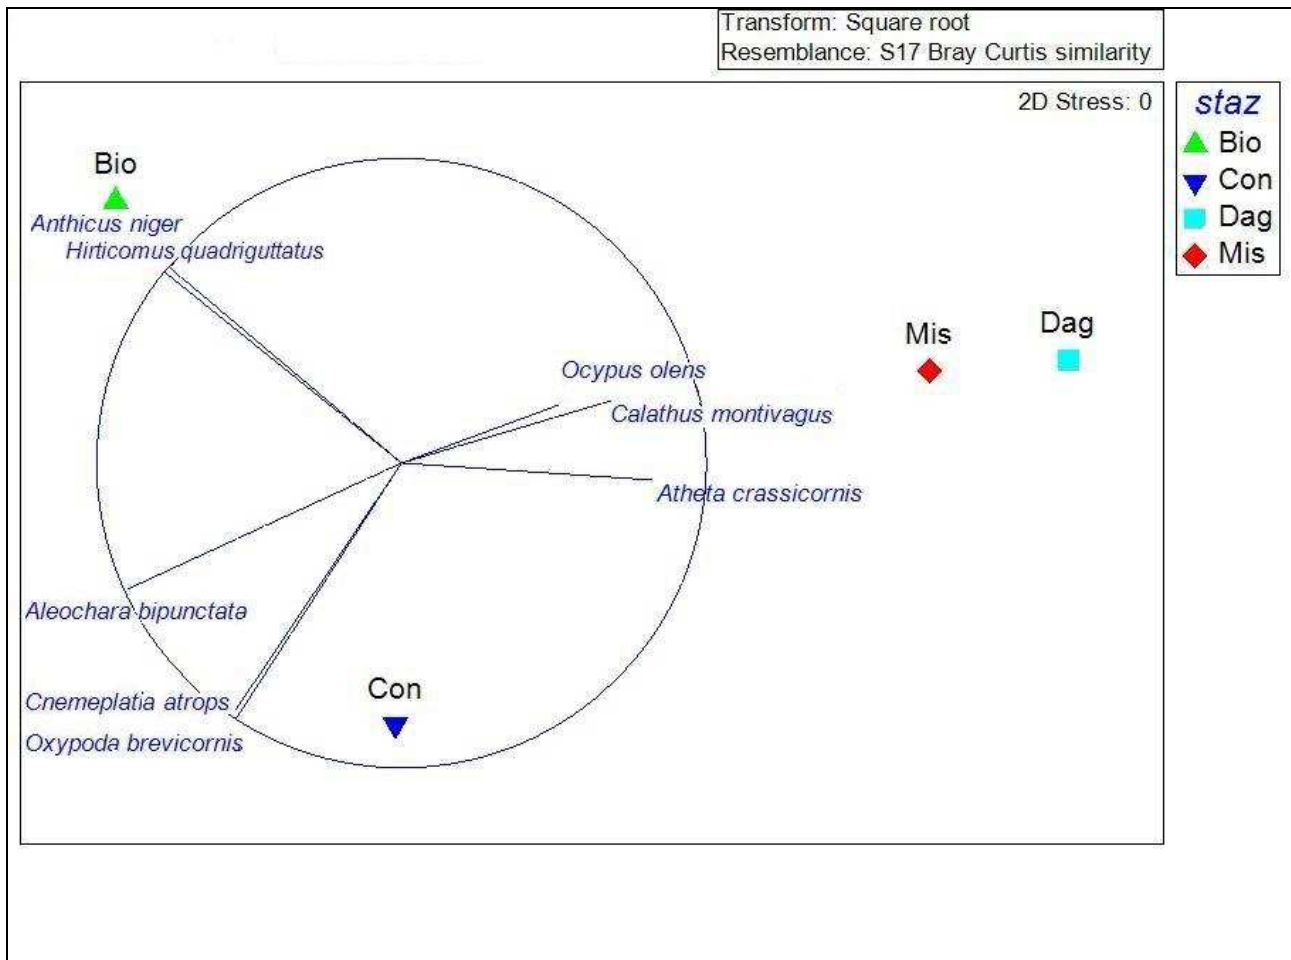 Transform: Square root
Resemblance: S17 Bray Curtis similarity
2D Stress: 0
staz
Bio
Con
Dag
Mis
Bio
Anthicus niger
Hirticomus quadriguttatus
Mis
Dag
Ocypus olens
Calathus montivagus
Atheta crassicornis
Aleochara bipunctata
Con
Cnemeplatia atrops
Oxypoda brevicornis